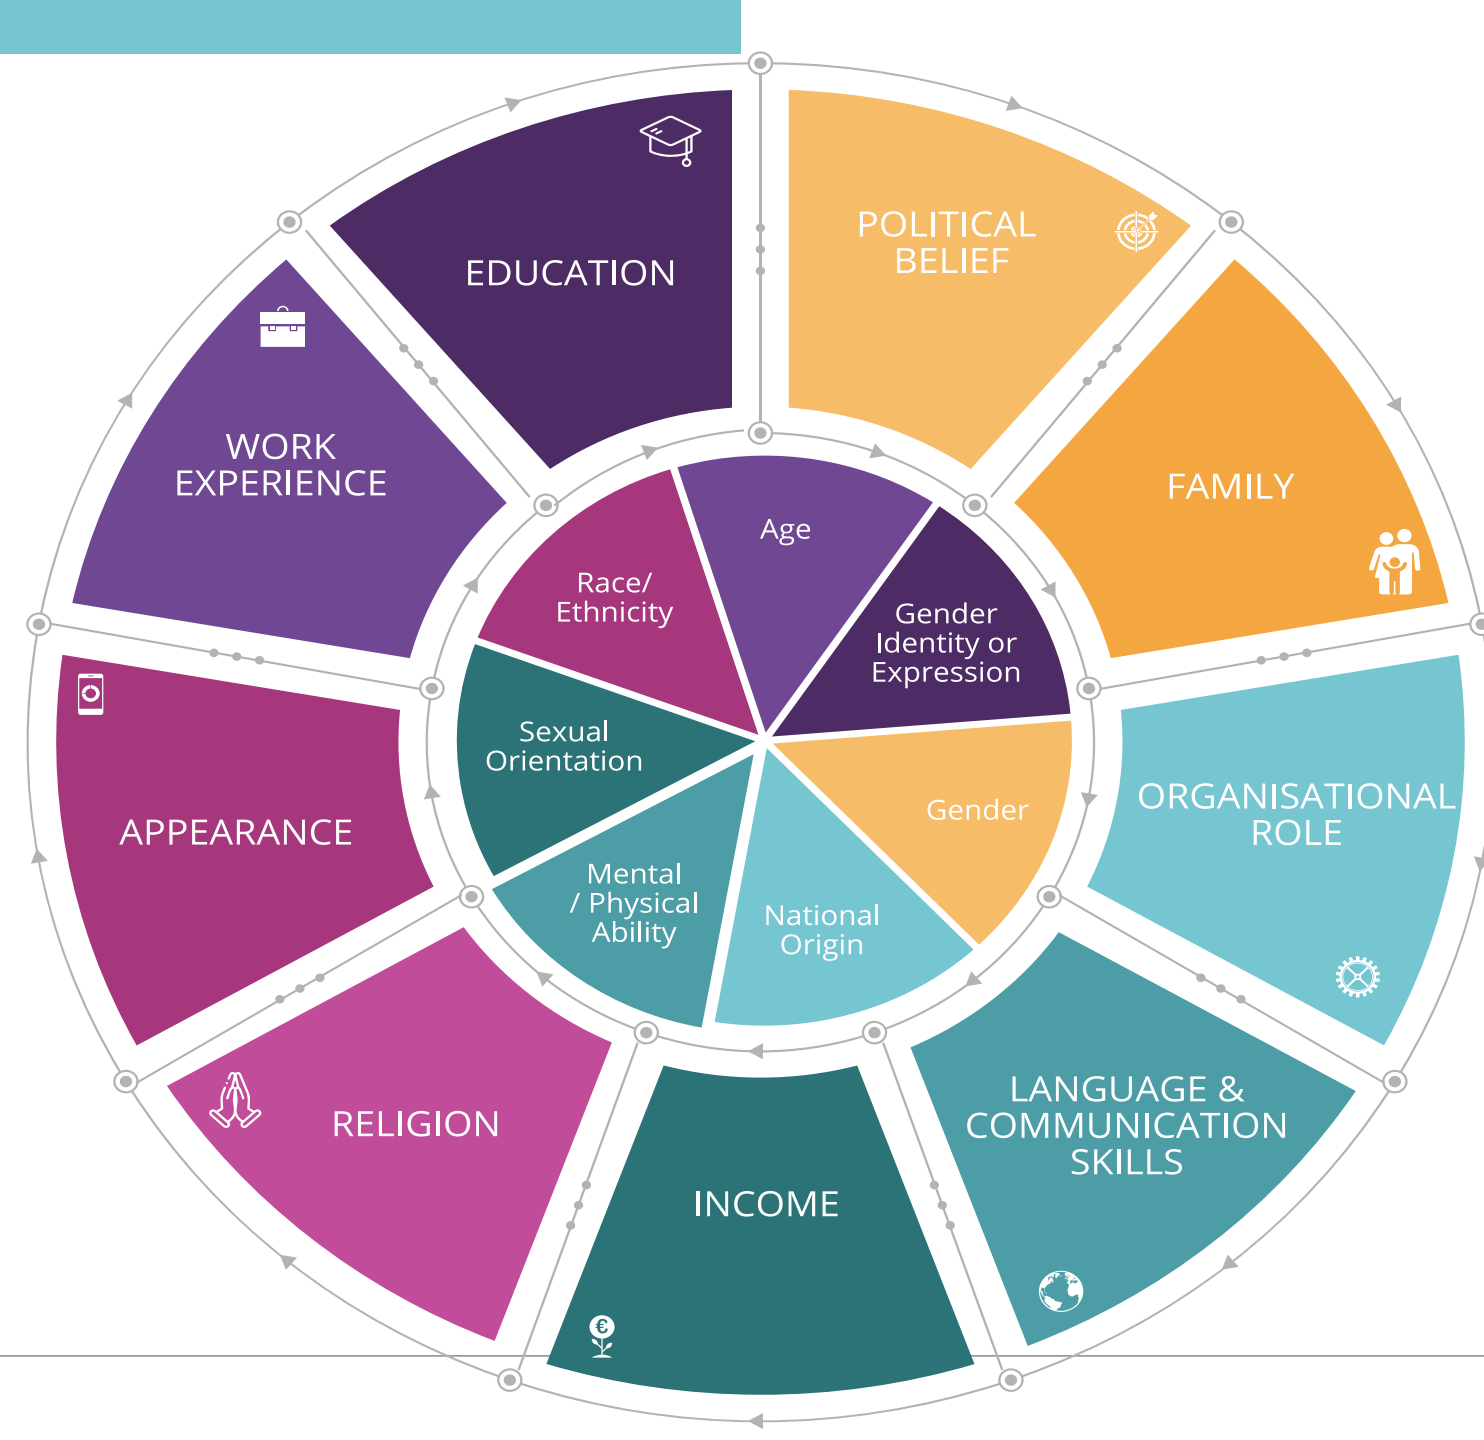 EDUCATION
POLITICAL
BELIEF
FAMILY
ORGANISATIONAL
ROLE
LANGUAGE &
COMMUNICATION
SKILLS
INCOME
€
RELIGION
APPEARANCE
WORK
EXPERIENCE
Age
Gender
Identity or
Expression
Gender
National
Origin
Mental
/ Physical
Ability
Sexual
Orientation
Race/
Ethnicity